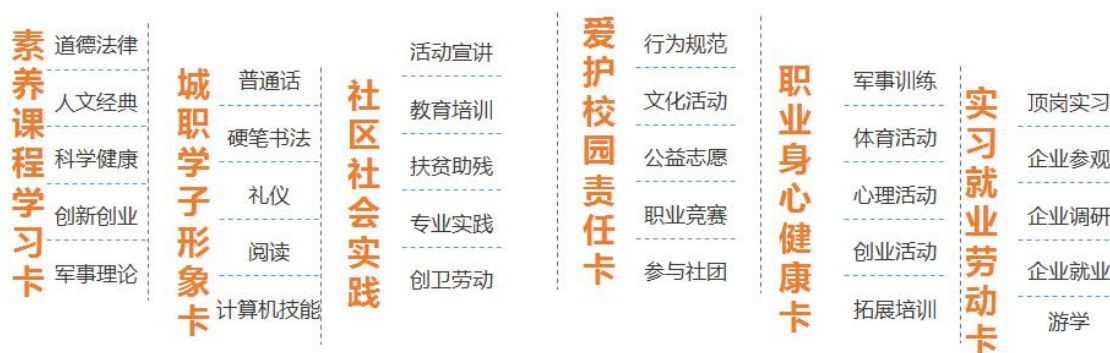 素养课程学习卡
道德法律
人文经典
科学健康
创新创业
军事理论
城职学子形象卡
普通话
硬笔书法
礼仪
阅读
计算机技能
社区社会实践
活动宣讲
教育培训
扶贫助残
专业实践
创卫劳动
爱护校园责任卡
行为规范
文化活动
公益志愿
职业竞赛
参与社团
职业身心健康卡
军事训练
体育活动
心理活动
创业活动
拓展培训
实习就业劳动卡
顶岗实习
企业参观
企业调研
企业就业
游学